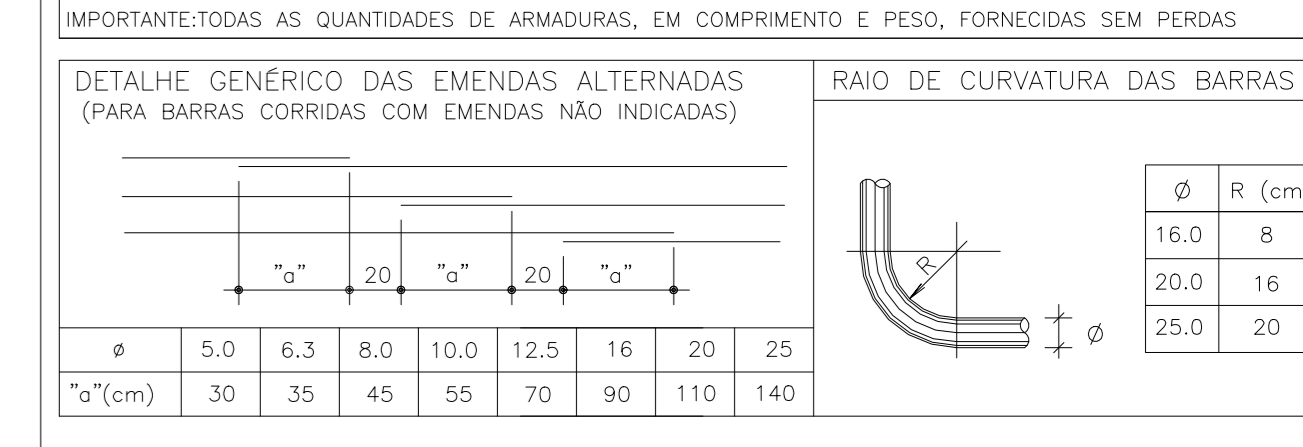 IMPORTANTE:TODAS AS QUANTIDADES DE ARMADURAS, EM COMPRIMENTO E PESO, FORNECIDAS SEM PERDAS
DETALHE GENÉRICO DAS EMENDAS ALTERNADAS
(PARA BARRAS CORRIDAS COM EMENDAS NÃO INDICADAS)
"a" 20 "a" 20 "a"
ø 5.0 6.3 8.0 10.0 12.5 16 20 25
"a"(cm) 30 35 45 55 70 90 110 140
RAIO DE CURVATURA DAS BARRAS
R
Ø
Ø R (cm
16.0 8
20.0 16
25.0 20